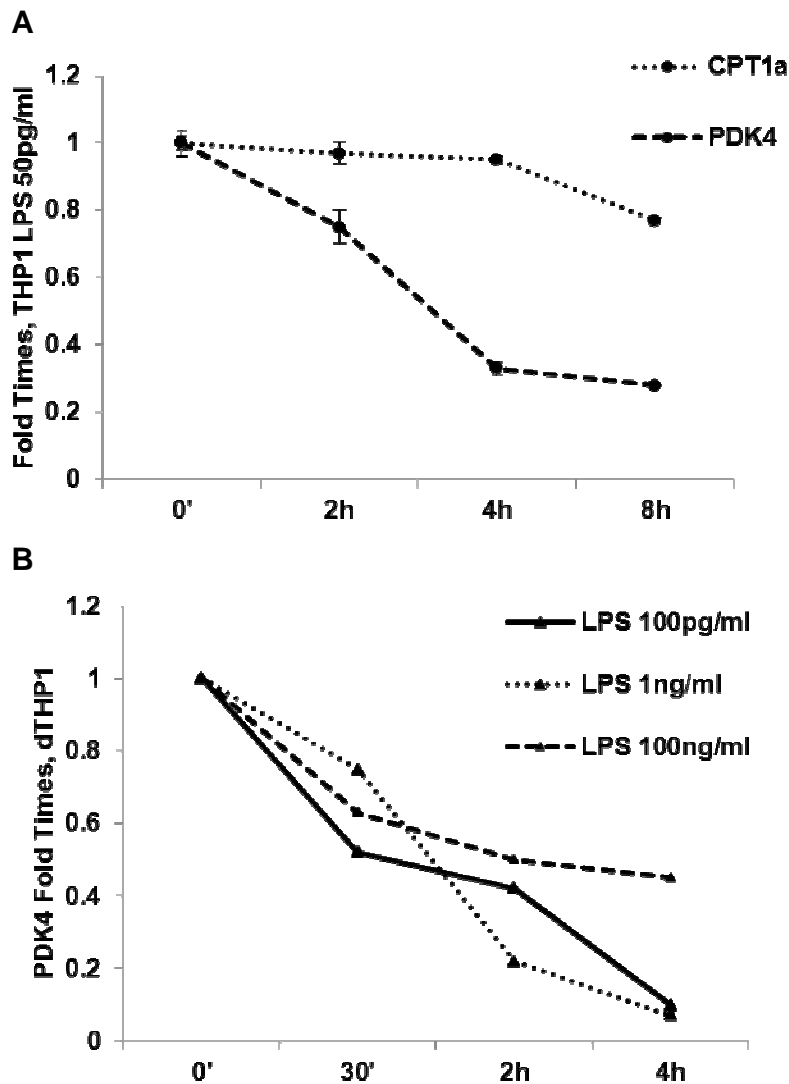 A
CPT1a
PDK4
Fold Times, THP1 LPS 50pg/ml
1.2
1
0.8
0.6
0.4
0.2
0
0' 2h 4h 8h
B
LPS 100pg/ml
LPS 1ng/ml
LPS 100ng/ml
PDK4 Fold Times, dTHP1
1.2
1
0.8
0.6
0.4
0.2
0
0' 30' 2h 4h